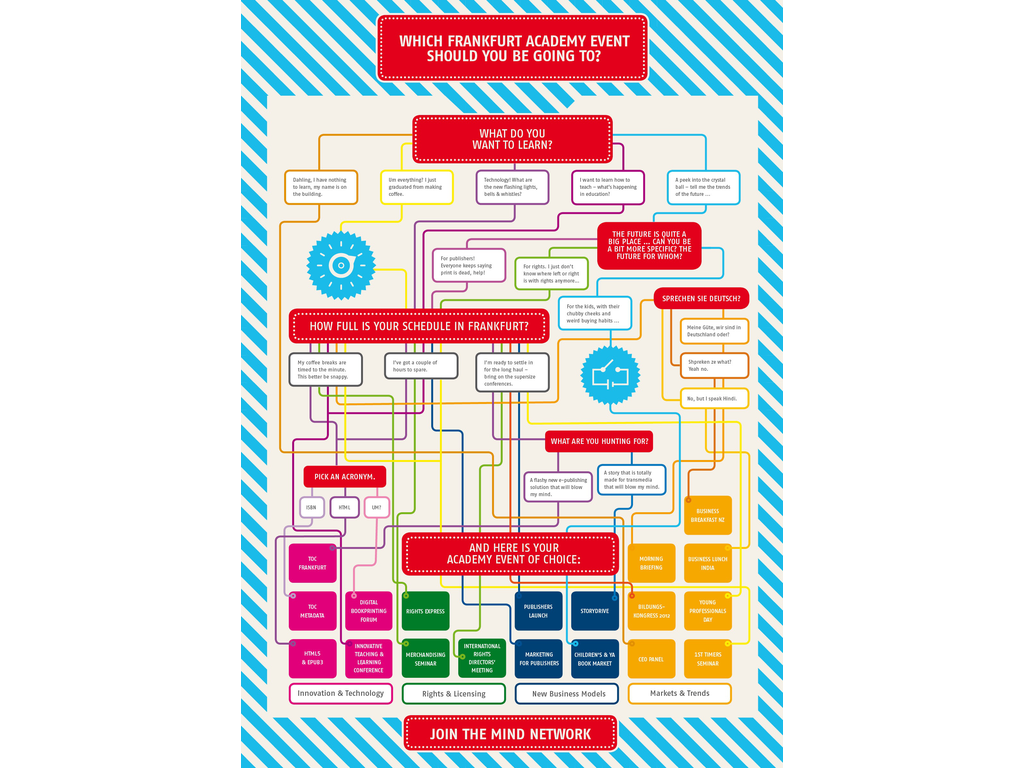 WHICH FRANKFURT ACADEMY EVENT
SHOULD YOU BE GOING TO?
WHAT DO YOU
WANT TO LEARN?
Dahling, I have nothing
to learn, my name is on
the building.
Um everything! I just
graduated from making
coffee.
Technology! What are
the new flashing lights,
bells & whistles?
I want to learn how to
teach – what's happening
in education?
A peek into the crystal
ball – tell me the trends
of the future ...
THE FUTURE IS QUITE A
BIG PLACE ... CAN YOU BE
A BIT MORE SPECIFIC? THE
FUTURE FOR WHOM?
For publishers!
Everyone keeps saying
print is dead, help!
For rights. I just don't
know where left or right
is with rights anymore...
For the kids, with their
chubby cheeks and
weird buying habits ...
SPRECHEN SIE DEUTSCH?
Meine Güte, wir sind in
Deutschland oder?
Shpreken ze what?
Yeah no.
No, but I speak Hindi.
HOW FULL IS YOUR SCHEDULE IN FRANKFURT?
My coffee breaks are
timed to the minute.
This better be snappy.
I've got a couple of
hours to spare.
I'm ready to settle in
for the long haul –
bring on the supersize
conferences.
WHAT ARE YOU HUNTING FOR?
A flashy new e-publishing
solution that will blow
my mind.
A story that is totally
made for transmedia
that will blow my mind.
PICK AN ACRONYM.
ISBN
HTML
UM?
AND HERE IS YOUR
ACADEMY EVENT OF CHOICE:
BUSINESS
BREAKFAST NZ
TOC
FRANKFURT
MORNING
BRIEFING
BUSINESS LUNCH
INDIA
TOC
METADATA
DIGITAL
BOOKPRINTING
FORUM
RIGHTS EXPRESS
PUBLISHERS
LAUNCH
STORYDRIVE
BILDUNGS-
KONGRESS 2012
YOUNG
PROFESSIONALS
DAY
HTML5
& EPUB3
INNOVATIVE
TEACHING &
LEARNING
CONFERENCE
MERCHANDISING
SEMINAR
INTERNATIONAL
RIGHTS
DIRECTORS'
MEETING
MARKETING
FOR PUBLISHERS
CHILDREN'S & YA
BOOK MARKET
CEO PANEL
1ST TIMERS
SEMINAR
Innovation & Technology
Rights & Licensing
New Business Models
Markets & Trends
JOIN THE MIND NETWORK